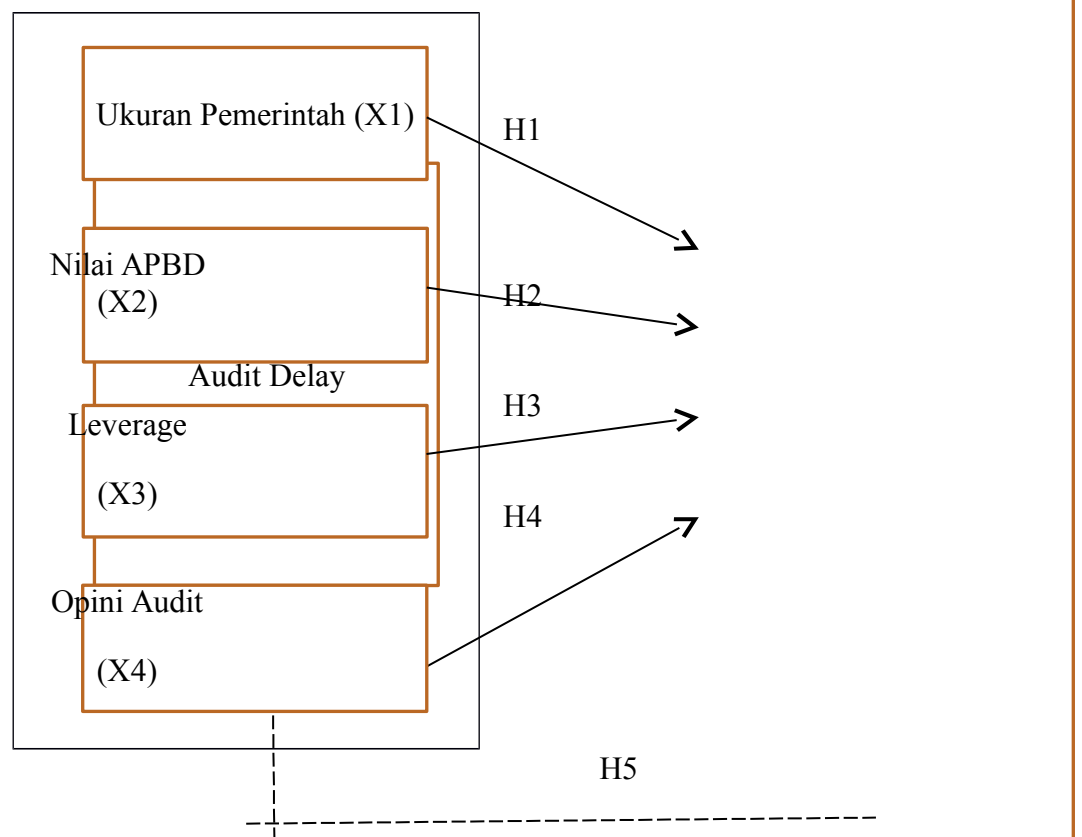 Ukuran Pemerintah (X1)
H1
Nilai APBD
(X2)
H2
Audit Delay
Leverage
H3
(X3)
H4
Opini Audit
(X4)
H5